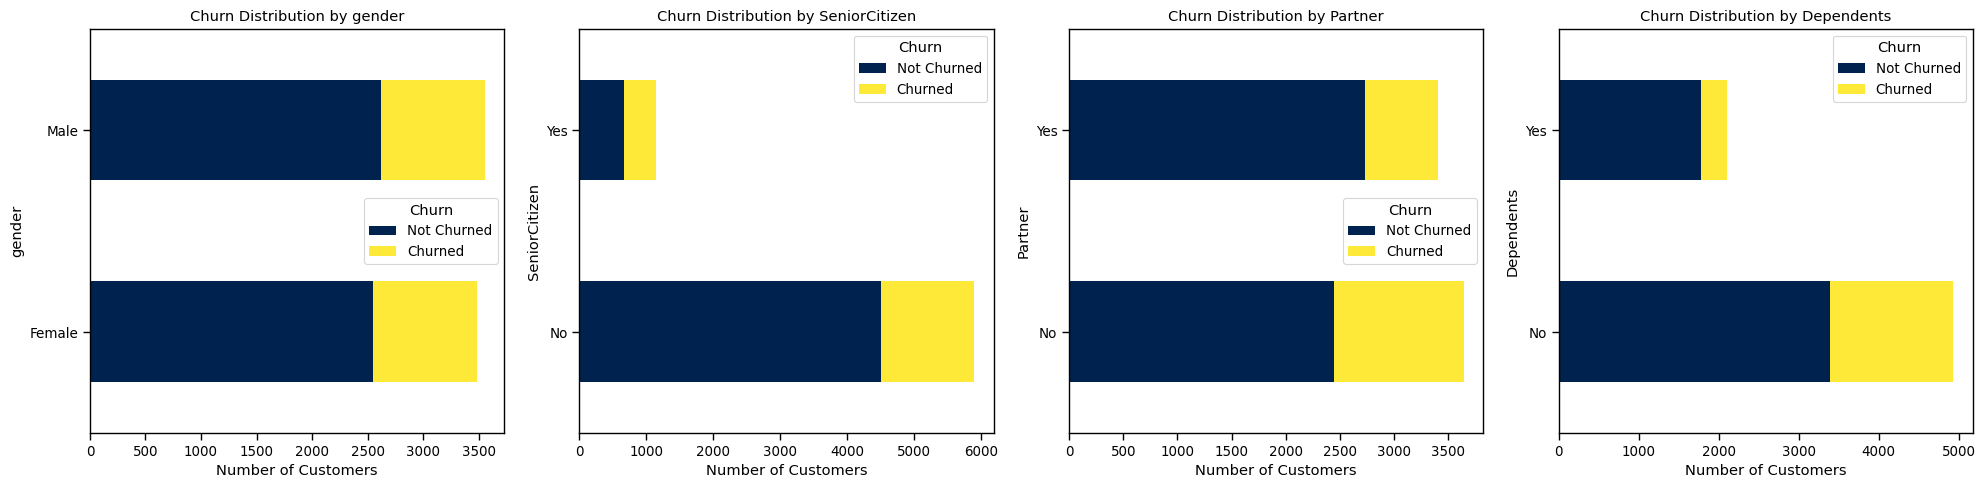 Churn Distribution by gender
Male
Female
gender
Churn
Not Churned
Churned
0 500 1000 1500 2000 2500 3000 3500
Number of Customers
Churn Distribution by SeniorCitizen
Yes
No
SeniorCitizen
Churn
Not Churned
Churned
0 1000 2000 3000 4000 5000 6000
Number of Customers
Churn Distribution by Partner
Yes
No
Partner
Churn
Not Churned
Churned
0 500 1000 1500 2000 2500 3000 3500
Number of Customers
Churn Distribution by Dependents
Yes
No
Dependents
Churn
Not Churned
Churned
0 1000 2000 3000 4000 5000
Number of Customers